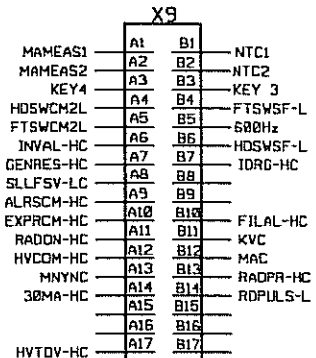 X9
MAMEAS1 A1 B1 NTC1
MAMEAS2 A2 B2 NTC2
KEY4 A3 B3 KEY 3
HDSWCM2L A4 B4 FTSWSF-L
FTSWCM2L A5 B5 600Hz
INVAL-HC A6 B6 HDSWSF-L
GENRES-HC A7 B7 IDRG-HC
SLLFSV-LC A8 B8
ALRSCM-HC A9 B9
EXPRCM-HC A10 B10 FILAL-HC
RADON-HC A11 B11 KVC
HVCOM-HC A12 B12 MAC
MNYNC A13 B13 RADPR-HC
30MA-HC A14 B14 RDPULS-L
A15 B15
A16 B16
HVTOV-HC A17 B17